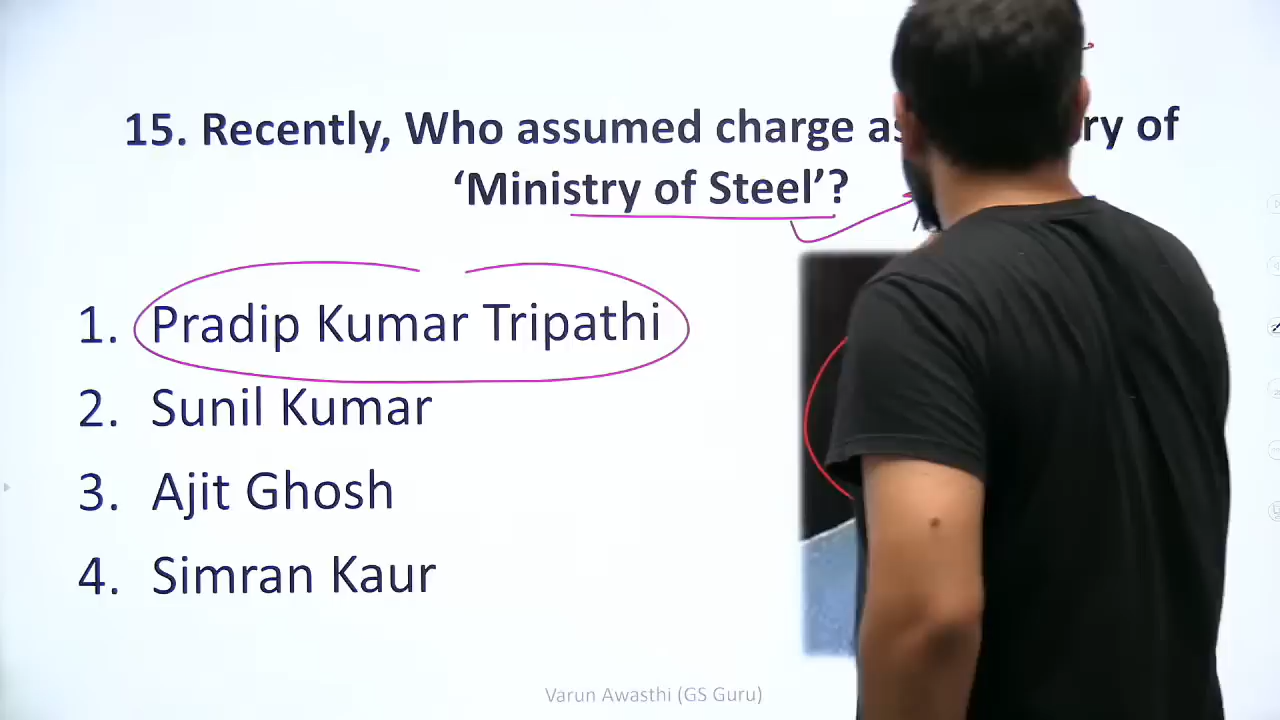 15. Recently, Who assumed charge as ry of
‘Ministry of Steel’?
1. Pradip Kumar Tripathi
2. Sunil Kumar
3. Ajit Ghosh
4. Simran Kaur
Varun Awasthi (GS Guru)